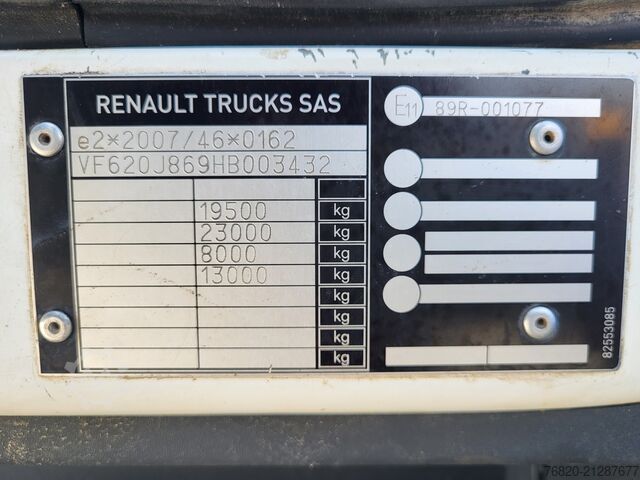 RENAULT TRUCKS SAS
e2*2007/46*0162
VF620J869HB003432
kg
19500 kg
23000 kg
8000 kg
13000 kg
kg
kg
kg
kg
E11 89R-001077
82553085
76820-21287677